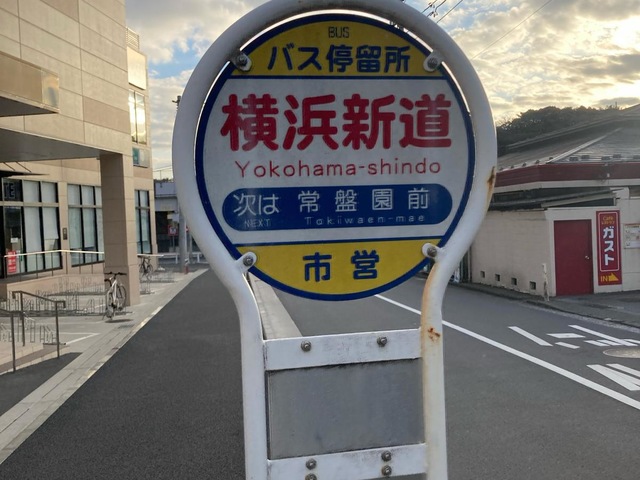 BUS
バス停留所
横浜新道
Yokohama-shindo
次は 常盤園前
NEXT Tokiwaen-mae
市営
ガスト